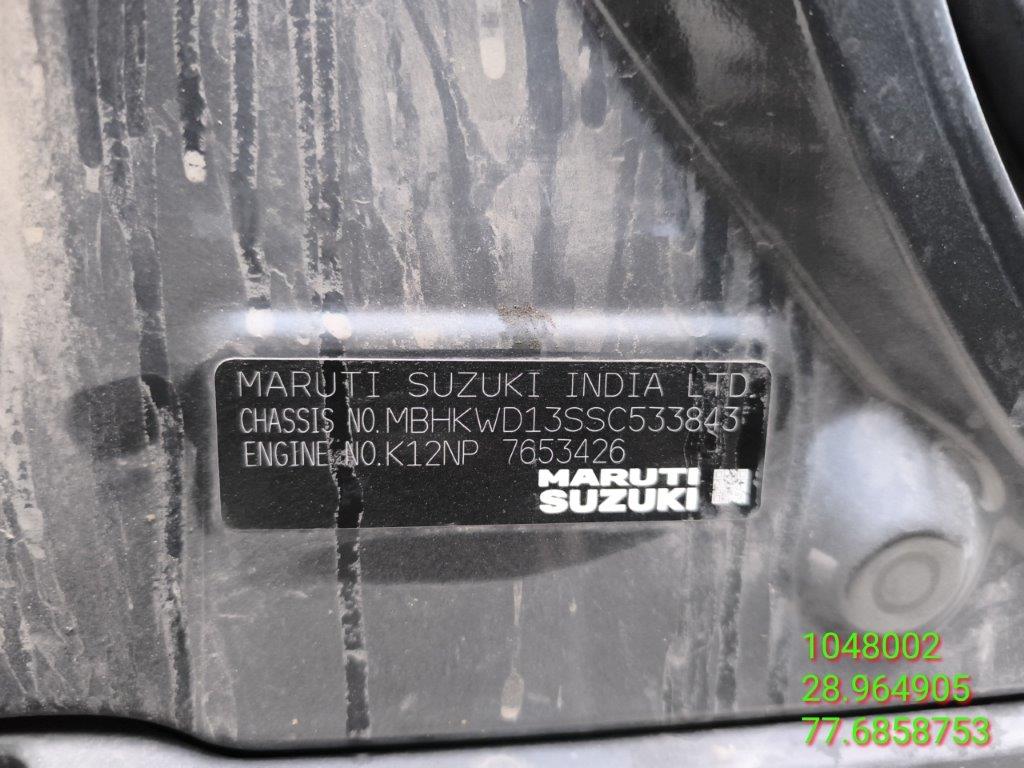 MARUTI SUZUKI INDIA LTD.
CHASSIS NO.MBHKWD13SSC533843
ENGINE NO.K12NP 7653426
MARUTI
SUZUKI
1048002
28.964905
77.6858753